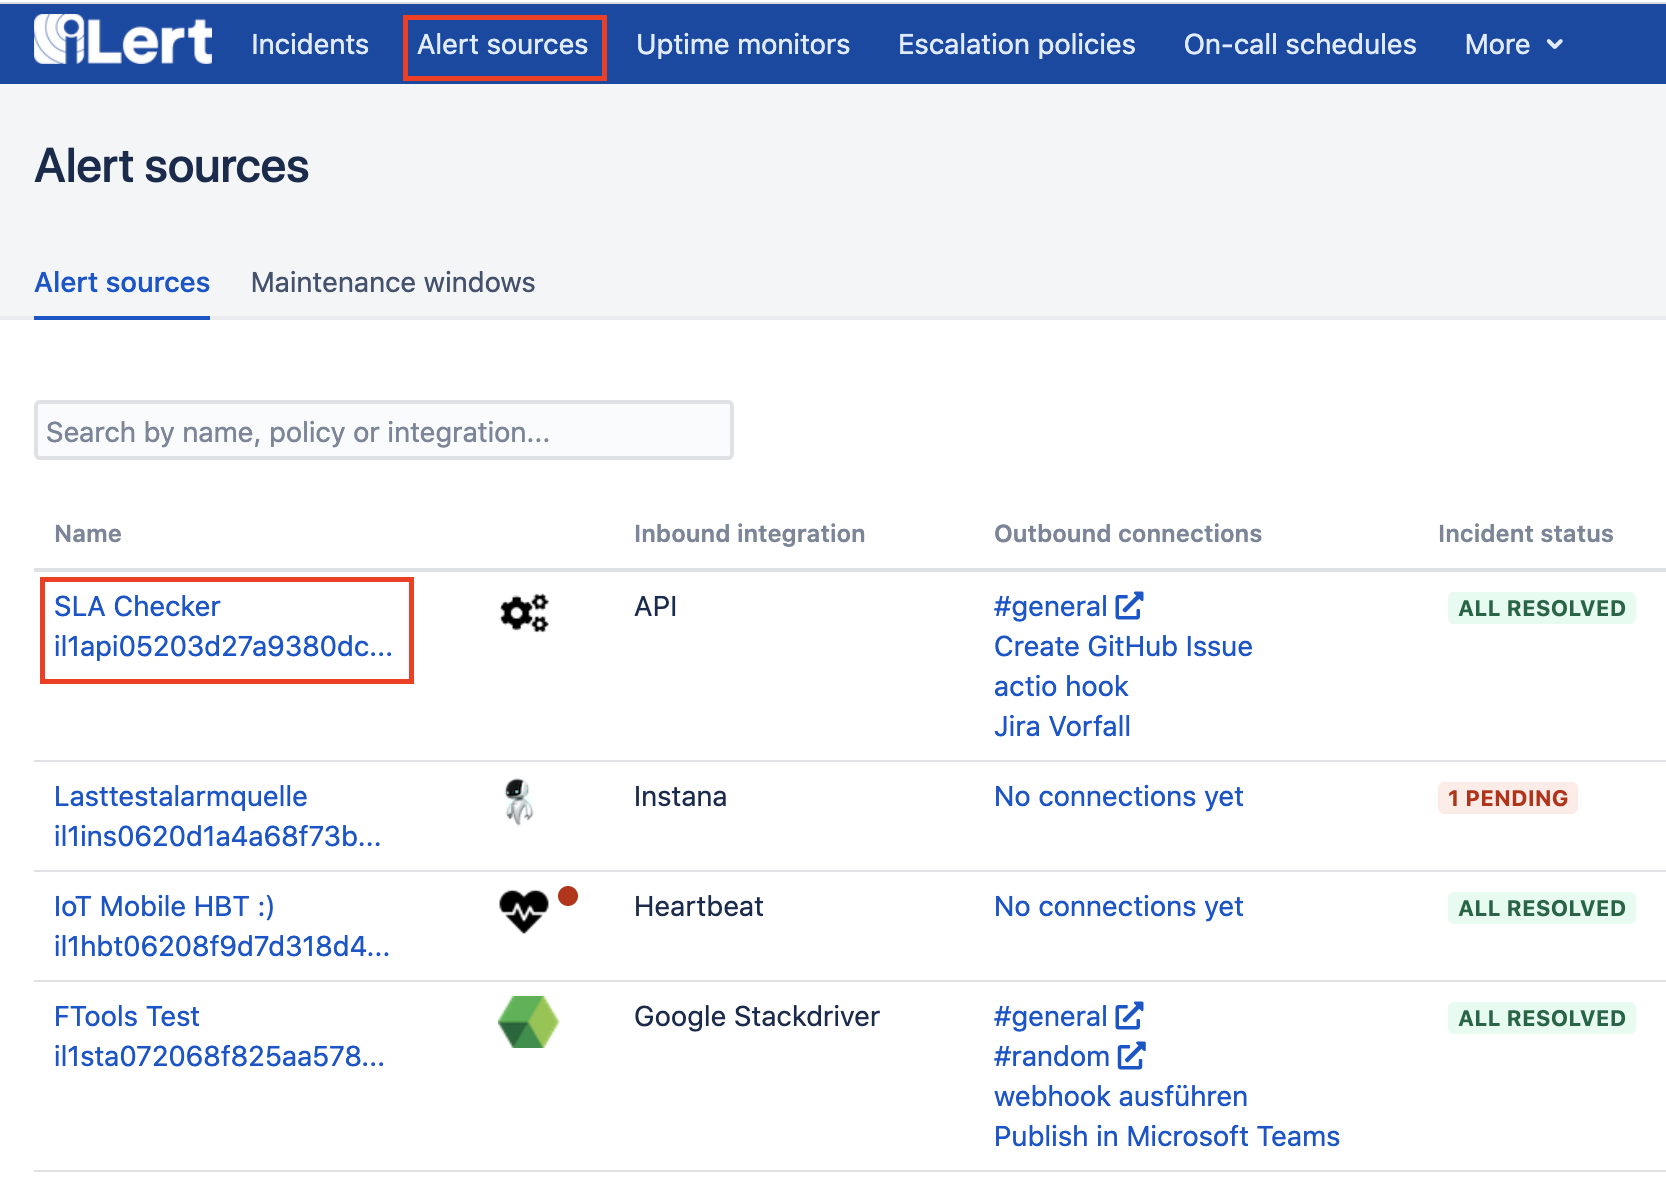 iLert Incidents Alert sources Uptime monitors Escalation policies On-call schedules More
Alert sources
Alert sources Maintenance windows
Search by name, policy or integration...
Name Inbound integration Outbound connections Incident status
SLA Checker API #general ALL RESOLVED
il1api05203d27a9380dc... Create GitHub Issue
actio hook
Jira Vorfall
Lasttestalarmquelle Instana No connections yet 1 PENDING
il1ins0620d1a4a68f73b...
IoT Mobile HBT :) Heartbeat No connections yet ALL RESOLVED
il1hbt06208f9d7d318d4...
FTools Test Google Stackdriver #general ALL RESOLVED
il1sta072068f825aa578... #random
webhook ausführen
Publish in Microsoft Teams